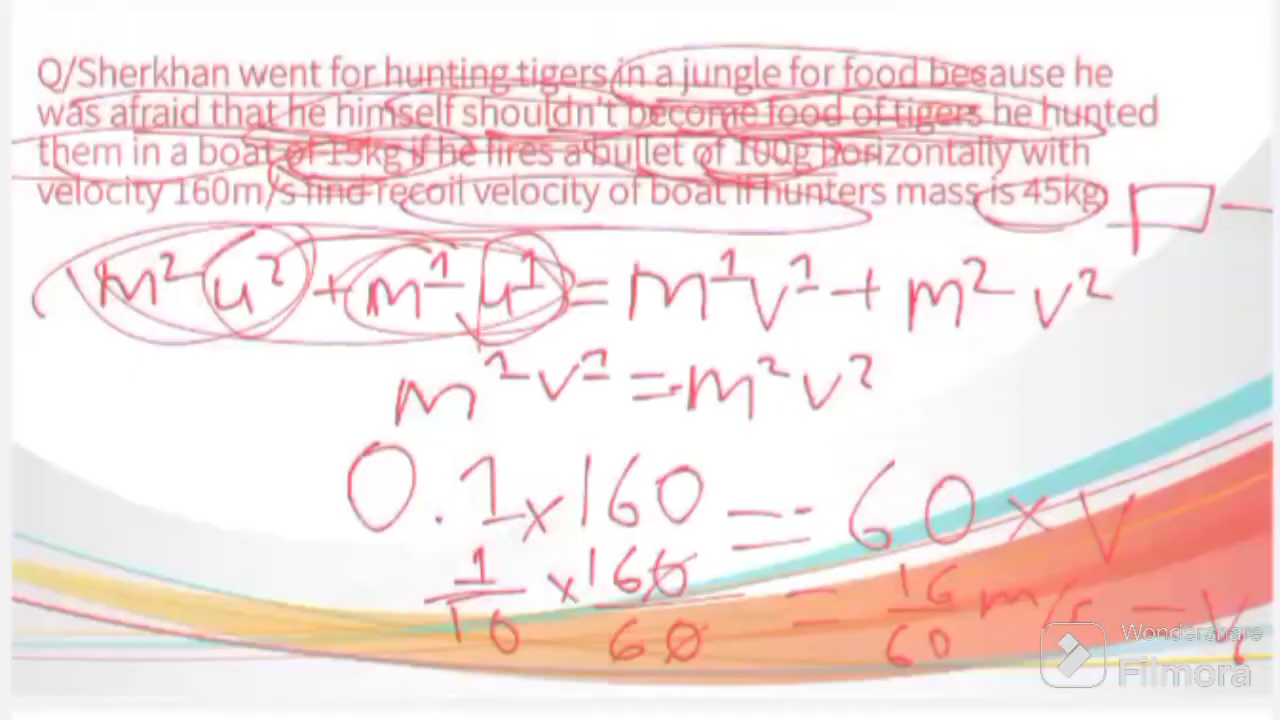 Q/Sherkhan went for hunting tigers in a jungle for food because he
was afraid that he himself shouldn't become food of tigers he hunted
them in a boat of 15kg if he fires a bullet of 100g horizontally with
velocity 160m/s find recoil velocity of boat if hunters mass is 45kg
m² u² + m¹ u¹ = m¹ v¹ + m² v²
m¹ v¹ = m² v²
0.1 x 160 = 60 x V
1/10 x 160/60 = 16/60 m/s = V
Wondershare
Filmora